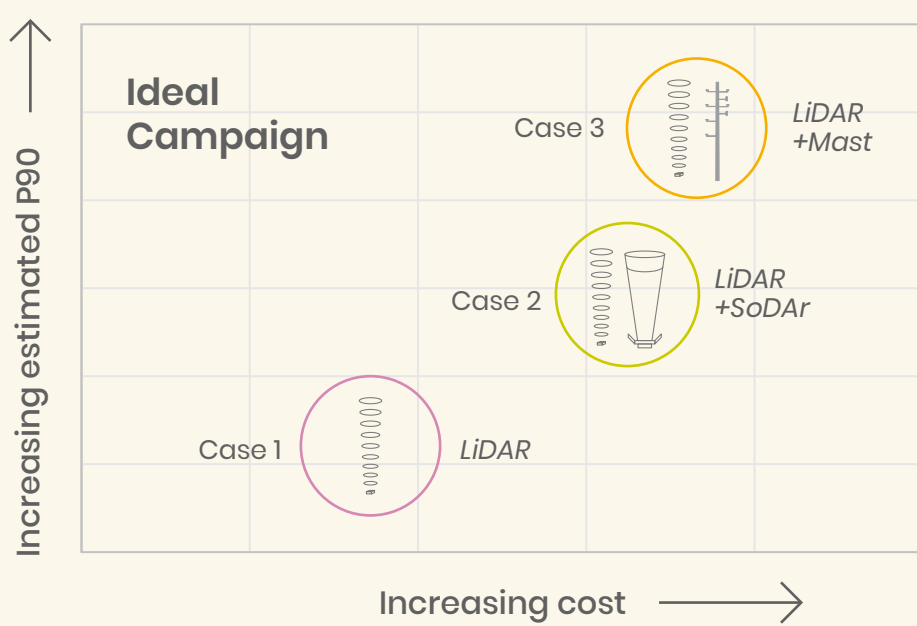 Ideal
Campaign
Case 3
LiDAR
+Mast
Case 2
LiDAR
+SoDAr
Case 1
LiDAR
Increasing estimated P90
Increasing cost